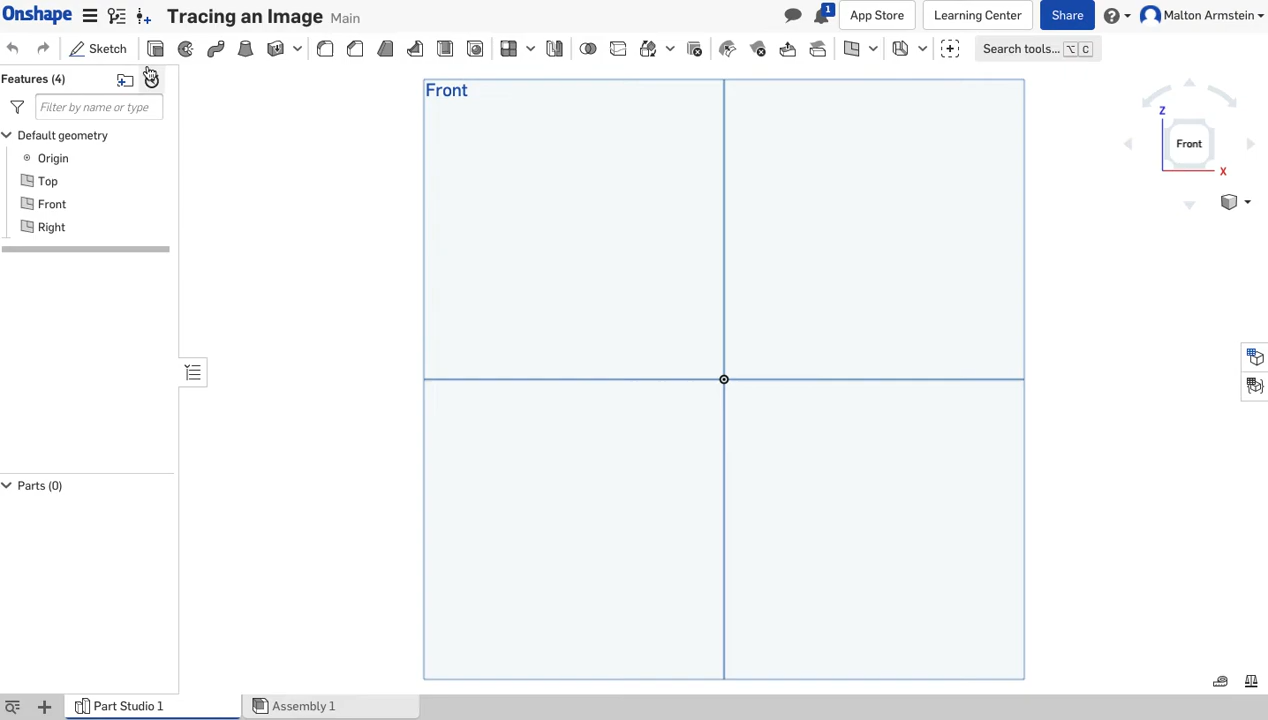 Onshape Tracing an Image Main 1 App Store Learning Center Share Malton Armstein
Sketch Search tools... ⌥ C
Features (4)
Filter by name or type
Default geometry
Origin
Top
Front
Right
Parts (0)
Front
Z
Front
X
Part Studio 1 Assembly 1